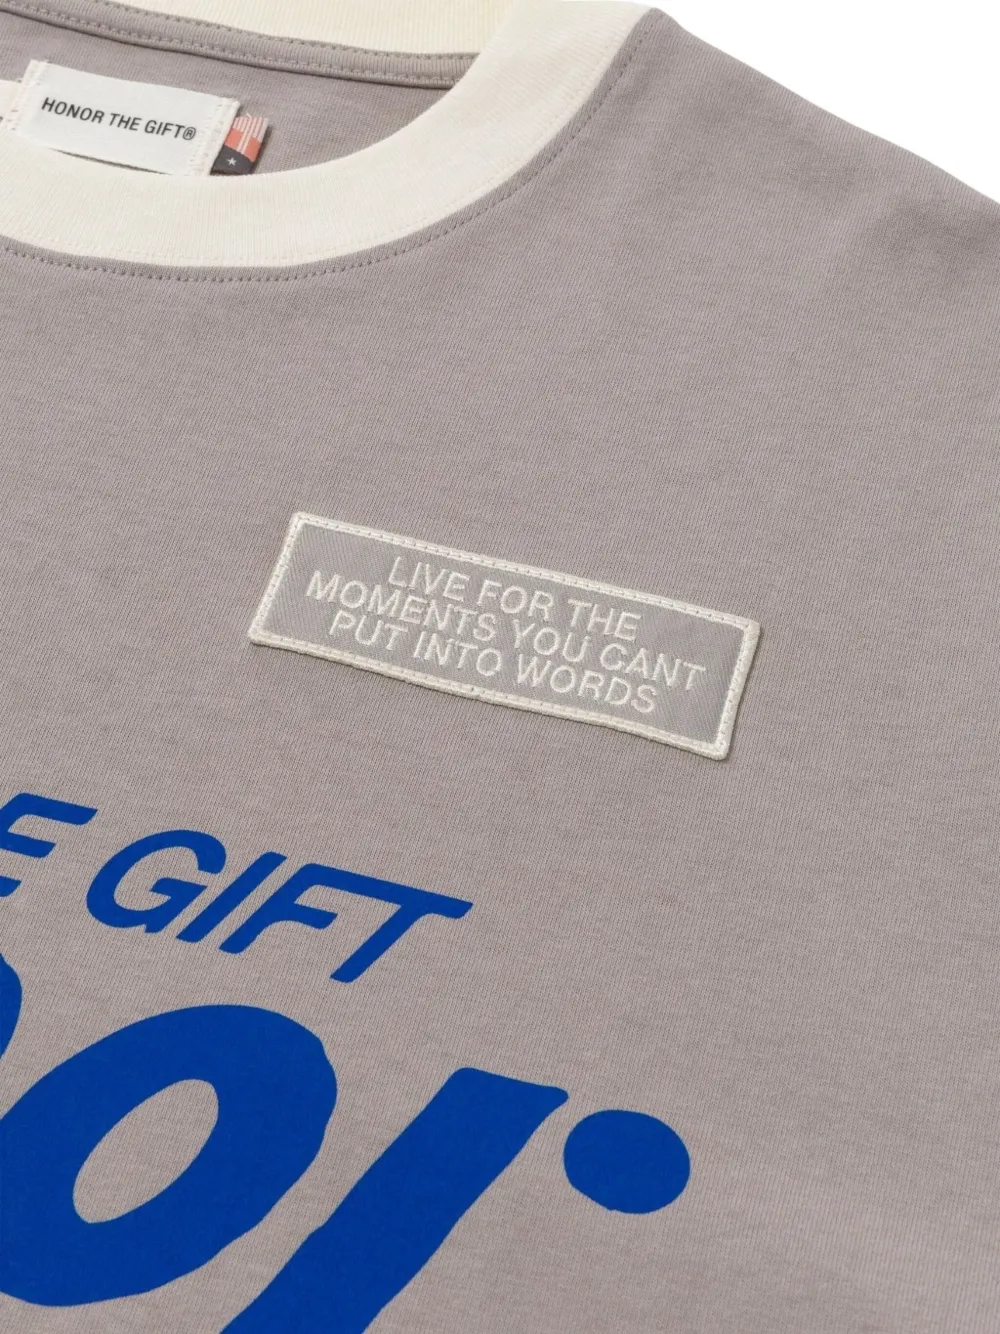 HONOR THE GIFT®
LIVE FOR THE
MOMENTS YOU CANT
PUT INTO WORDS
E GIFT